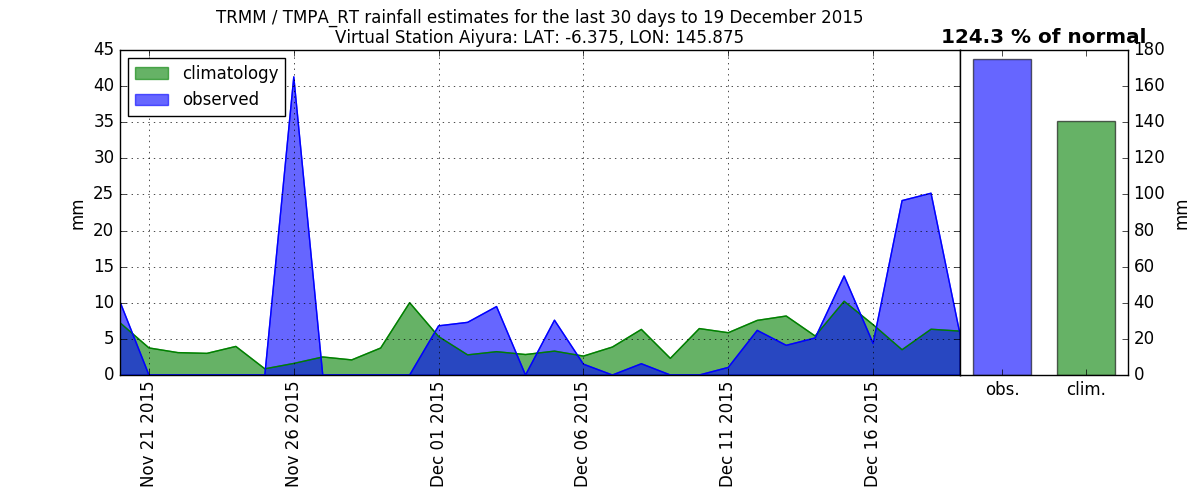 TRMM / TMPA_RT rainfall estimates for the last 30 days to 19 December 2015
Virtual Station Aiyura: LAT: -6.375, LON: 145.875
124.3 % of normal
climatology
observed
45
40
35
30
25
20
15
10
5
0
mm
180
160
140
120
100
80
60
40
20
0
mm
Nov 21 2015
Nov 26 2015
Dec 01 2015
Dec 06 2015
Dec 11 2015
Dec 16 2015
obs.
clim.